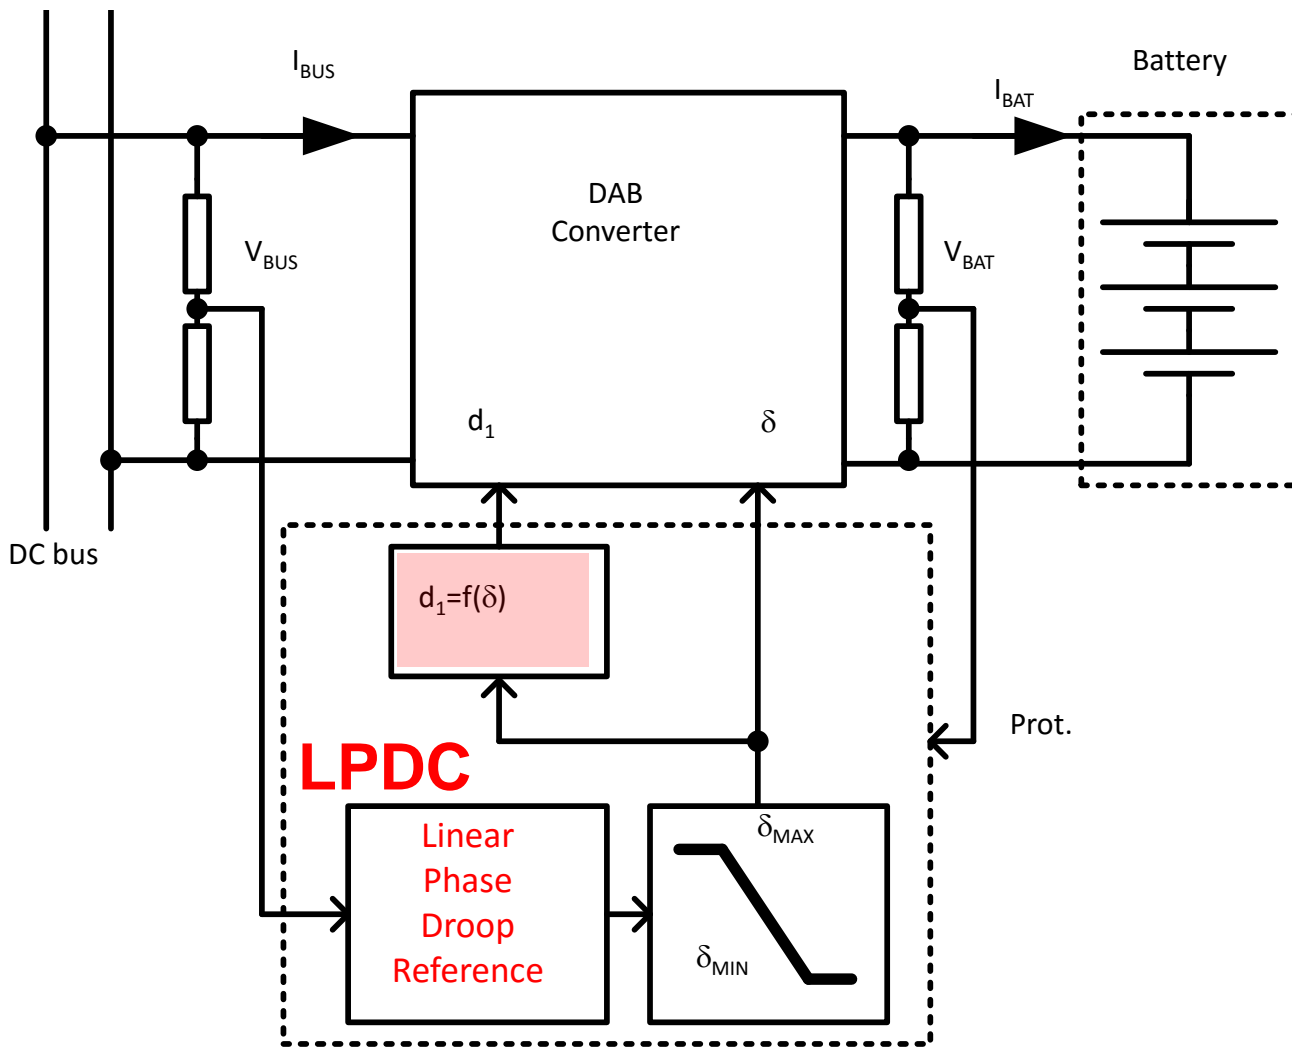 I_BUS
Battery
I_BAT
DAB
Converter
V_BUS
V_BAT
d_1
δ
DC bus
d_1=f(δ)
Prot.
LPDC
Linear
Phase
Droop
Reference
δ_MAX
δ_MIN